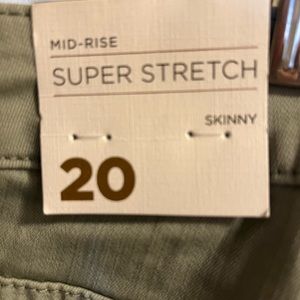 MID-RISE
SUPER STRETCH
SKINNY
20